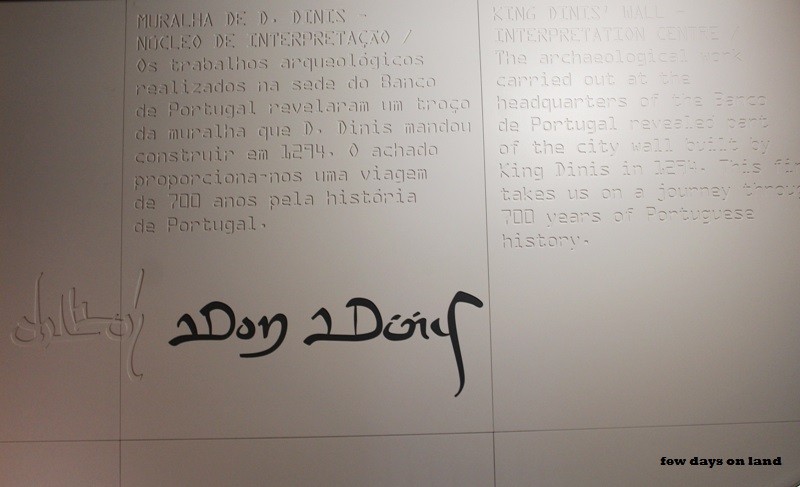 MURALHA DE D. DINIS -
NÚCLEO DE INTERPRETAÇÃO /
Os trabalhos arqueológicos
realizados na sede do Banco
de Portugal revelaram um troço
da muralha que D. Dinis mandou
construir em 1294. O achado
proporciona-nos uma viagem
de 700 anos pela história
de Portugal.
KING DINIS' WALL -
INTERPRETATION CENTRE /
The archaeological work
carried out at the
headquarters of the Banco
de Portugal revealed part
of the city wall built by
King Dinis in 1294. This
takes us on a journey
700 years of Portuguese
history.
Don Dinis
few days on land